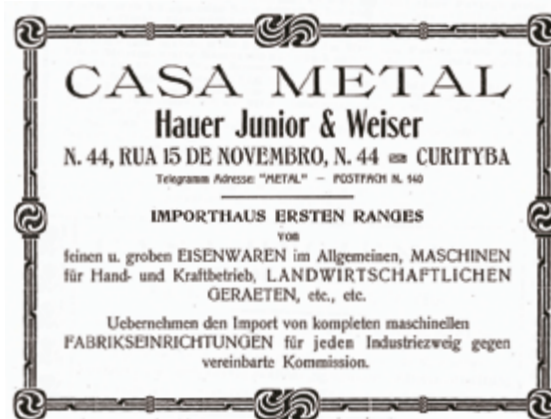 CASA METAL
Hauer Junior & Weiser
N. 44, RUA 15 DE NOVEMBRO, N. 44 CURITYBA
Telegramm Adresse: "METAL" – POSTFACH N. 140
IMPORTHAUS ERSTEN RANGES
von
feinen u. groben EISENWAREN im Allgemeinen, MASCHINEN
für Hand- und Kraftbetrieb, LANDWIRTSCHAFTLICHEN
GERAETEN, etc., etc.
Uebernehmen den Import von kompleten maschinellen
FABRIKSEINRICHTUNGEN für jeden Industriezweig gegen
vereinbarte Kommission.